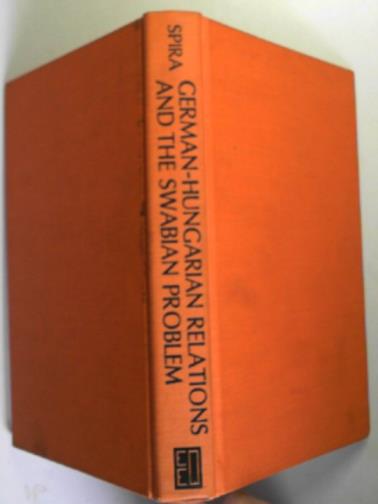 SPIRA
GERMAN-HUNGARIAN RELATIONS
AND THE SWABIAN PROBLEM